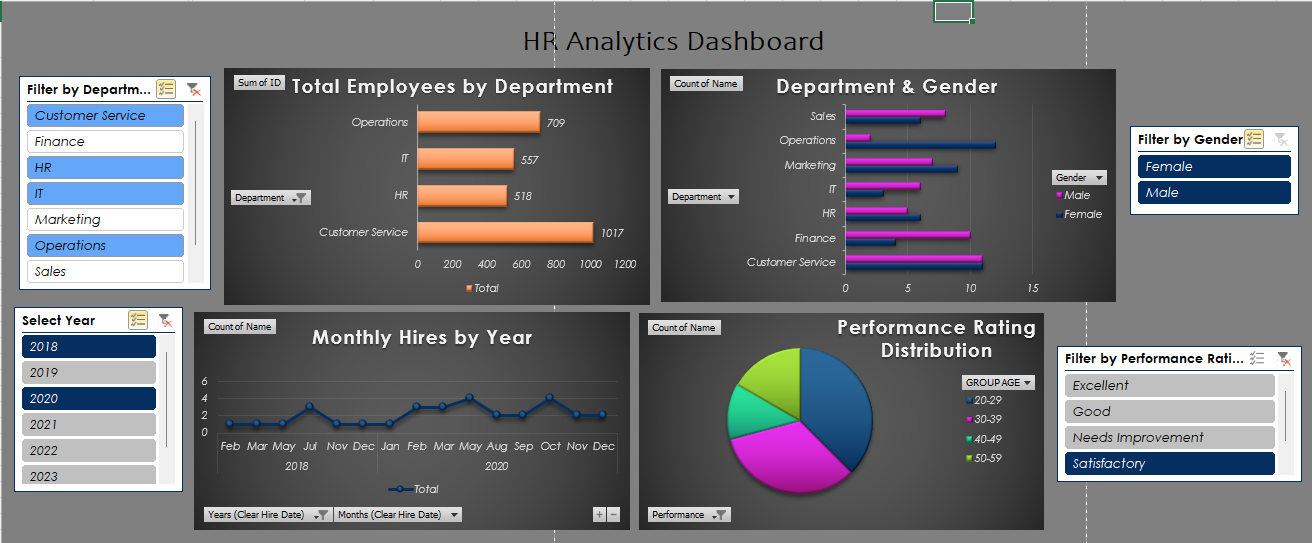 HR Analytics Dashboard
Filter by Departm...
Customer Service
Finance
HR
IT
Marketing
Operations
Sales
Sum of ID
Total Employees by Department
Operations
709
IT
557
HR
518
Customer Service
1017
0 200 400 600 800 1000 1200
Total
Department
Count of Name
Department & Gender
Sales
Operations
Marketing
IT
HR
Finance
Customer Service
0 5 10 15
Department
Gender
Male
Female
Filter by Gender
Female
Male
Select Year
2018
2019
2020
2021
2022
2023
Count of Name
Monthly Hires by Year
6
4
2
0
Feb Mar May Jul Nov Dec Jan Feb Mar May Aug Sep Oct Nov Dec
2018 2020
Total
Years (Clear Hire Date) Months (Clear Hire Date)
+ −
Count of Name
Performance Rating
Distribution
GROUP AGE
20-29
30-39
40-49
50-59
Performance
Filter by Performance Rati...
Excellent
Good
Needs Improvement
Satisfactory